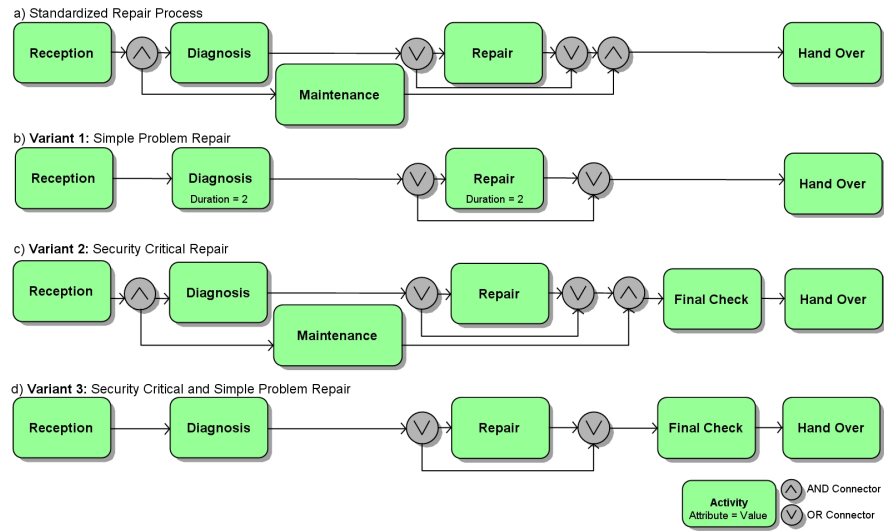 a) Standardized Repair Process
Reception
Diagnosis
Repair
Hand Over
Maintenance
b) Variant 1: Simple Problem Repair
Reception
Diagnosis
Duration = 2
Repair
Duration = 2
Hand Over
c) Variant 2: Security Critical Repair
Reception
Diagnosis
Repair
Final Check
Hand Over
Maintenance
d) Variant 3: Security Critical and Simple Problem Repair
Reception
Diagnosis
Repair
Final Check
Hand Over
Activity
Attribute = Value
AND Connector
OR Connector